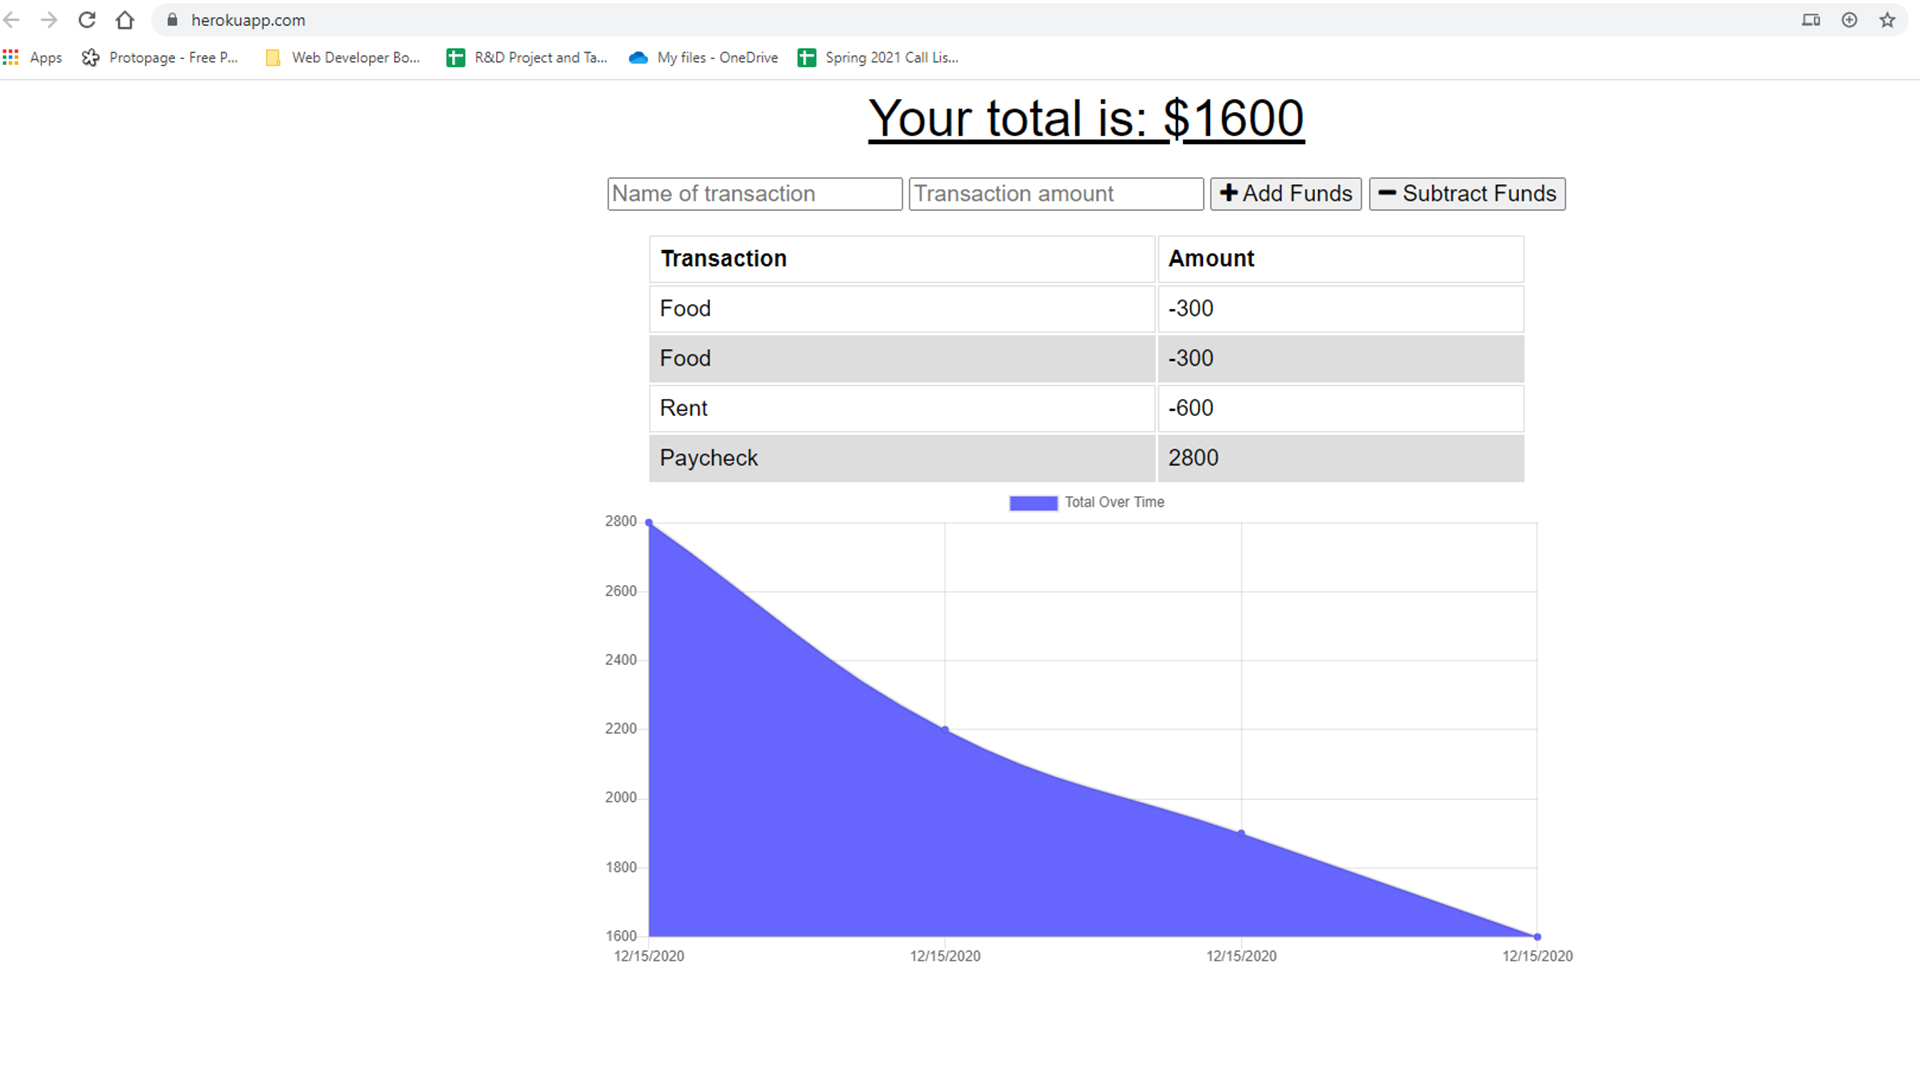 herokuapp.com
Apps Protopage - Free P... Web Developer Bo... R&D Project and Ta... My files - OneDrive Spring 2021 Call Lis...
Your total is: $1600
Name of transaction Transaction amount Add Funds Subtract Funds
Transaction Amount
Food -300
Food -300
Rent -600
Paycheck 2800
Total Over Time
2800
2600
2400
2200
2000
1800
1600
12/15/2020 12/15/2020 12/15/2020 12/15/2020